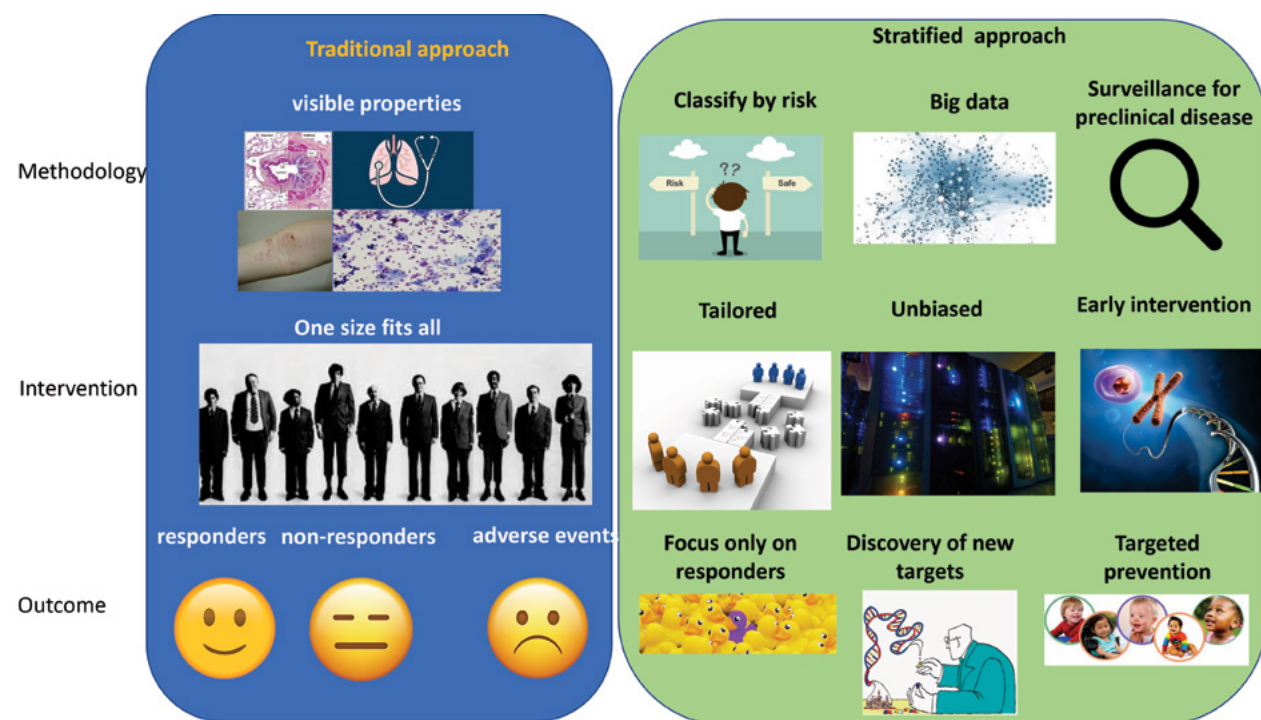 Traditional approach
Stratified approach
visible properties
Classify by risk
Big data
Surveillance for
preclinical disease
Methodology
??
Risk
Safe
One size fits all
Tailored
Unbiased
Early intervention
Intervention
responders
non-responders
adverse events
Focus only on
responders
Discovery of new
targets
Targeted
prevention
Outcome